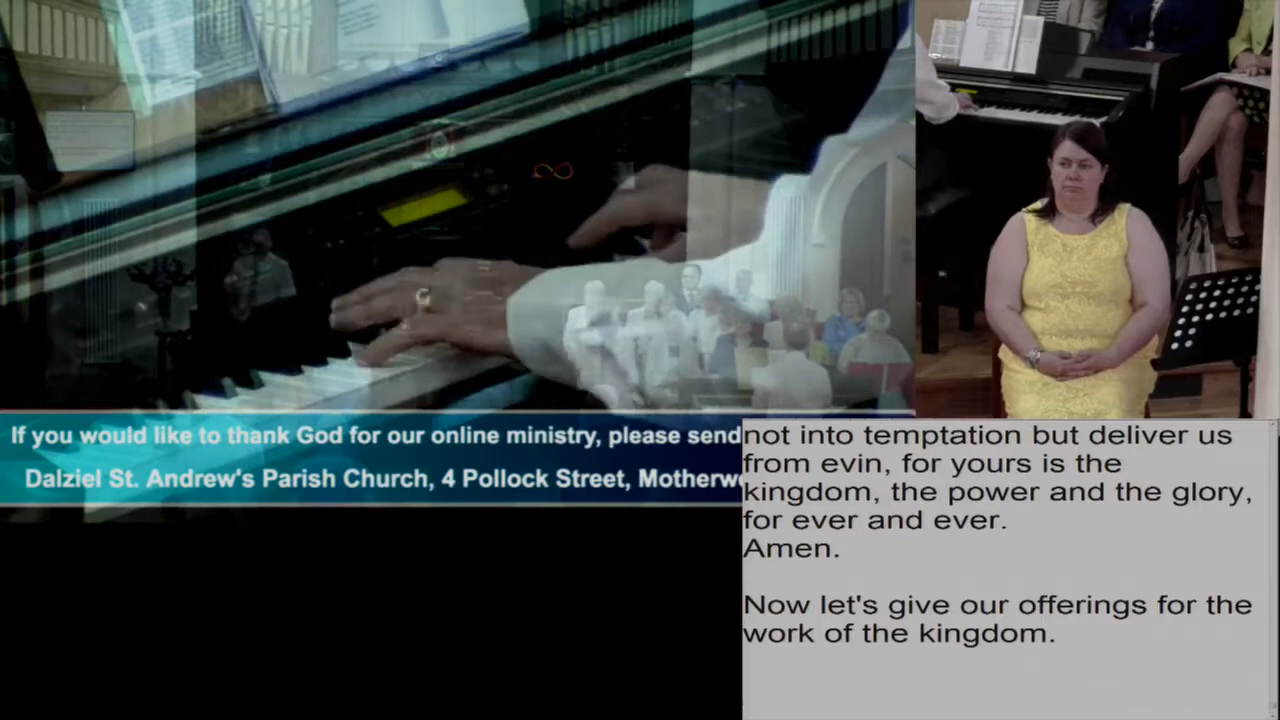 If you would like to thank God for our online ministry, please send
Dalziel St. Andrew's Parish Church, 4 Pollock Street,
not into temptation but deliver us
from evin, for yours is the
kingdom, the power and the glory,
for ever and ever.
Amen.
Now let's give our offerings for the
work of the kingdom.